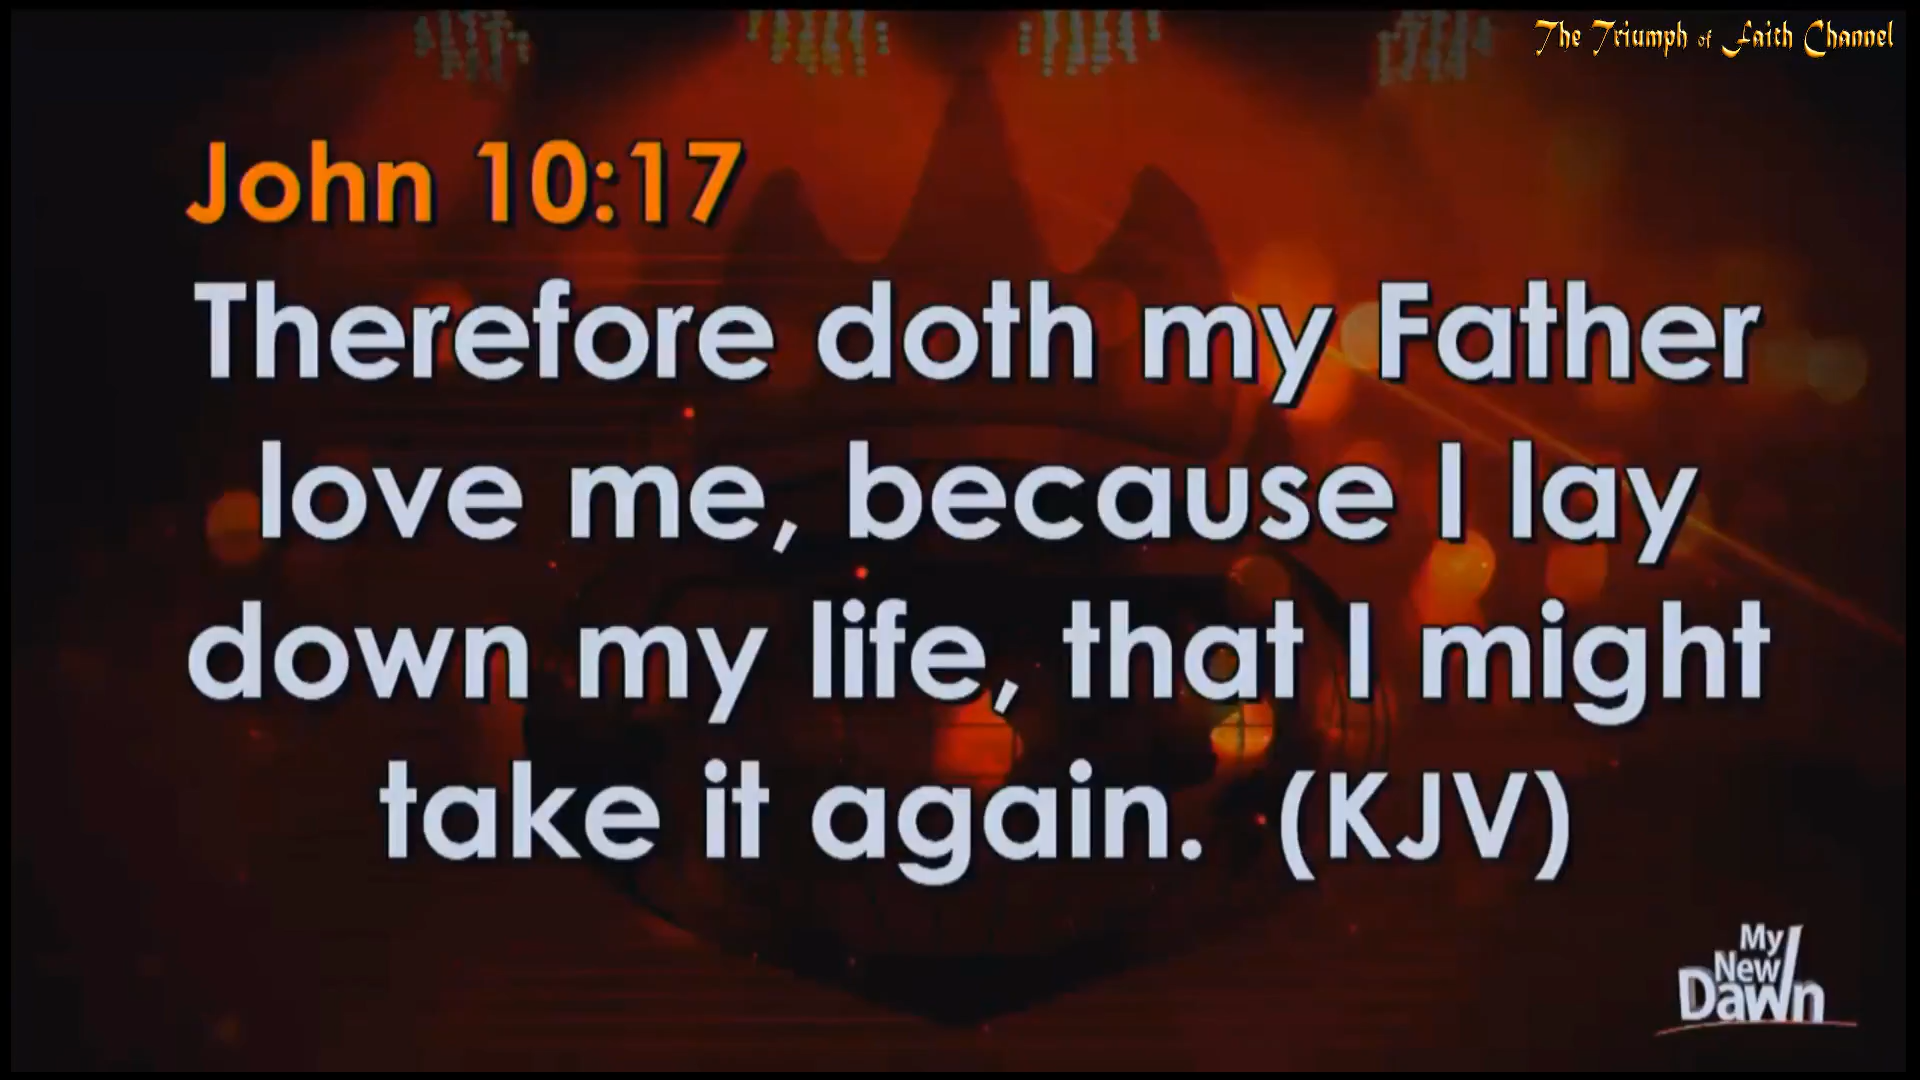 The Triumph of Faith Channel
John 10:17
Therefore doth my Father
love me, because I lay
down my life, that I might
take it again. (KJV)
My
New
Dawn